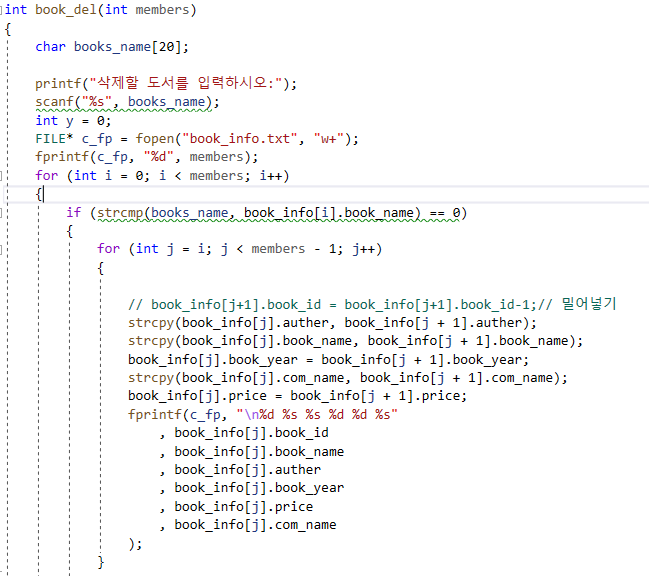 int book_del(int members)
{
    char books_name[20];

    printf("삭제할 도서를 입력하시오:");
    scanf("%s", books_name);
    int y = 0;
    FILE* c_fp = fopen("book_info.txt", "w+");
    fprintf(c_fp, "%d", members);
    for (int i = 0; i < members; i++)
    {
        if (strcmp(books_name, book_info[i].book_name) == 0)
        {
            for (int j = i; j < members - 1; j++)
            {

                // book_info[j+1].book_id = book_info[j+1].book_id-1;// 밀어넣기
                strcpy(book_info[j].auther, book_info[j + 1].auther);
                strcpy(book_info[j].book_name, book_info[j + 1].book_name);
                book_info[j].book_year = book_info[j + 1].book_year;
                strcpy(book_info[j].com_name, book_info[j + 1].com_name);
                book_info[j].price = book_info[j + 1].price;
                fprintf(c_fp, "\n%d %s %s %d %d %s"
                    , book_info[j].book_id
                    , book_info[j].book_name
                    , book_info[j].auther
                    , book_info[j].book_year
                    , book_info[j].price
                    , book_info[j].com_name
                );
            }